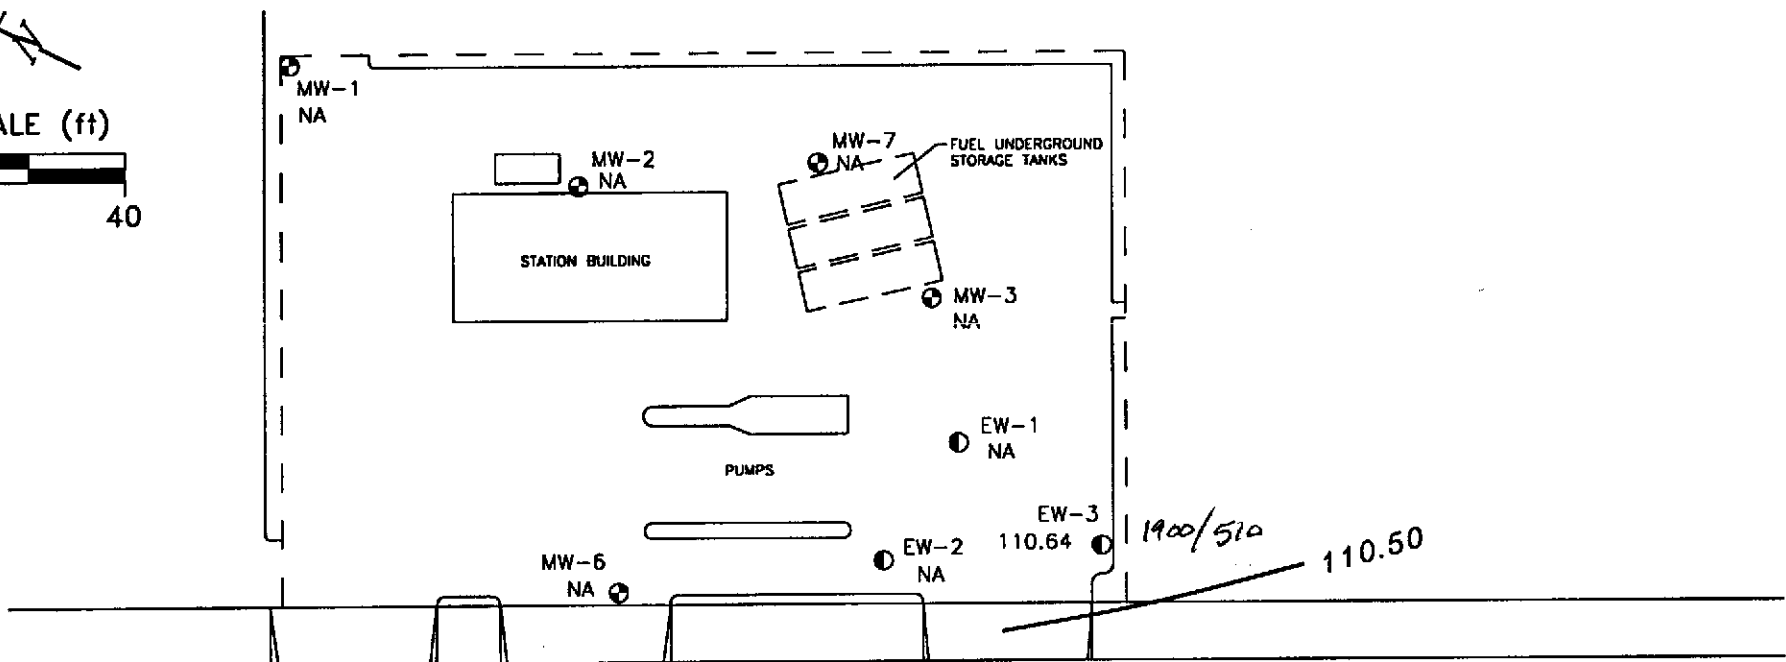 MW-1
NA
ALE (ft)
40
MW-2
NA
MW-7
NA
FUEL UNDERGROUND
STORAGE TANKS
STATION BUILDING
MW-3
NA
EW-1
NA
PUMPS
EW-3
110.64
1900/510
EW-2
NA
110.50
MW-6
NA